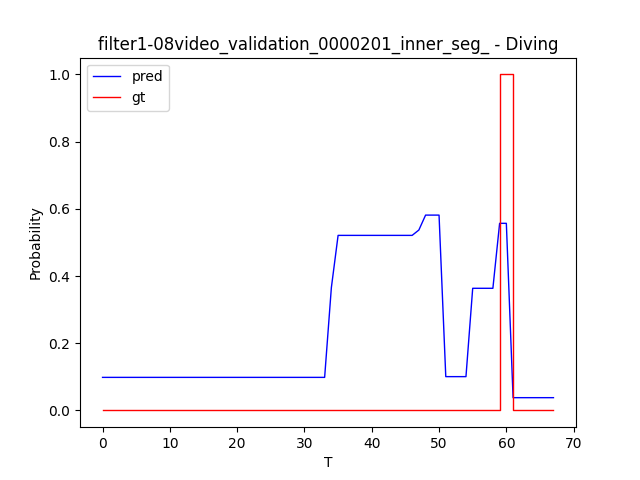 filter1-08video_validation_0000201_inner_seg_ - Diving
pred
gt
1.0
0.8
0.6
0.4
0.2
0.0
Probability
0 10 20 30 40 50 60 70
T